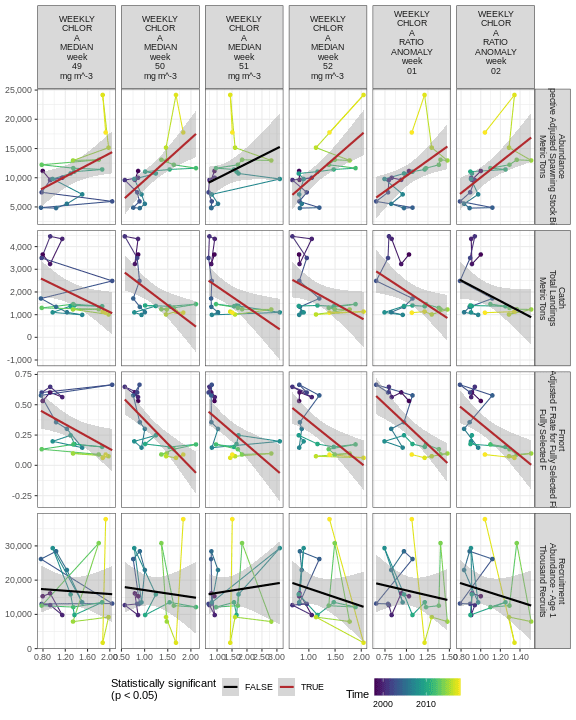 WEEKLY
CHLOR
A
MEDIAN
week
49
mg m^-3
WEEKLY
CHLOR
A
MEDIAN
week
50
mg m^-3
WEEKLY
CHLOR
A
MEDIAN
week
51
mg m^-3
WEEKLY
CHLOR
A
MEDIAN
week
52
mg m^-3
WEEKLY
CHLOR
A
RATIO
ANOMALY
week
01
WEEKLY
CHLOR
A
RATIO
ANOMALY
week
02
25,000
20,000
15,000
10,000
5,000
Abundance
pective Adjusted Spawning Stock Bi
Metric Tons
4,000
3,000
2,000
1,000
0
-1,000
Catch
Total Landings
Metric Tons
0.75
0.50
0.25
0.00
-0.25
Fmort
Adjusted F Rate for Fully Selected F
Fully Selected F
30,000
20,000
10,000
0
Recruitment
Abundance - Age 1
Thousand Recruits
0.80 1.20 1.60 2.00
0.50 1.00 1.50 2.00
1.00 1.50 2.00 2.50 3.00
1.00 1.50 2.00
0.75 1.00 1.25 1.50
0.80 1.00 1.20 1.40
Statistically significant
(p < 0.05)
FALSE
TRUE
Time
2000
2010